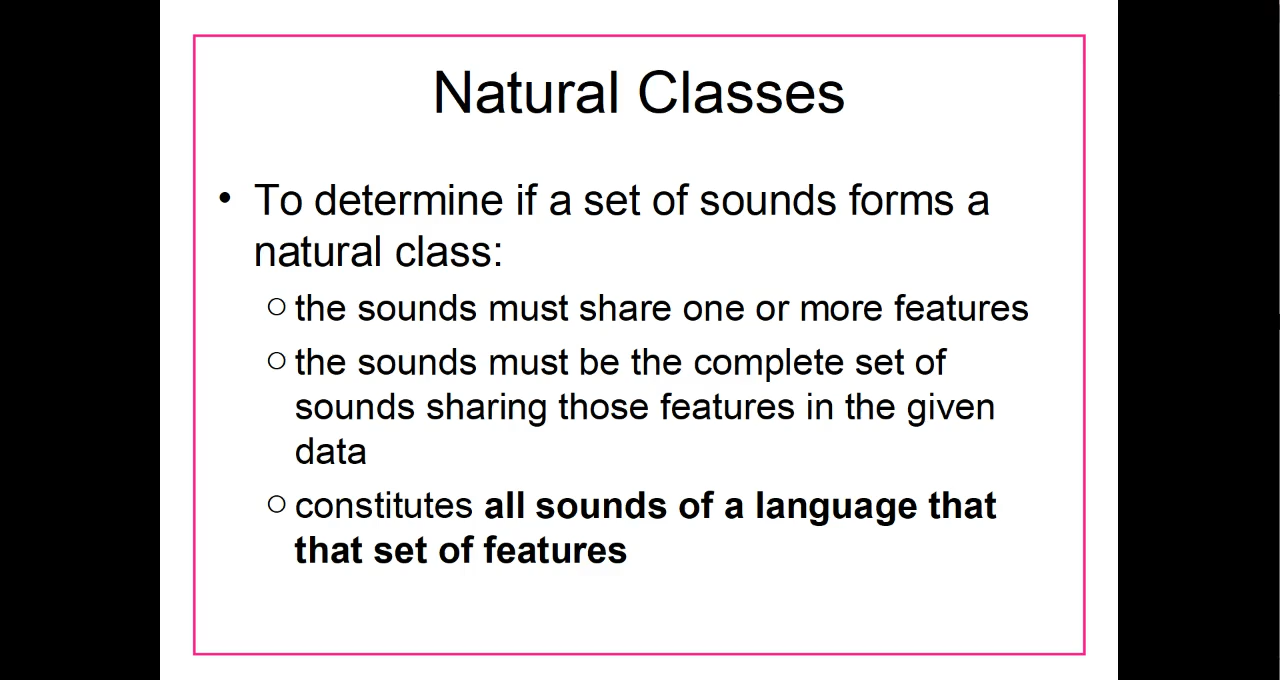 Natural Classes
• To determine if a set of sounds forms a
natural class:
○ the sounds must share one or more features
○ the sounds must be the complete set of
sounds sharing those features in the given
data
○ constitutes all sounds of a language that
that set of features